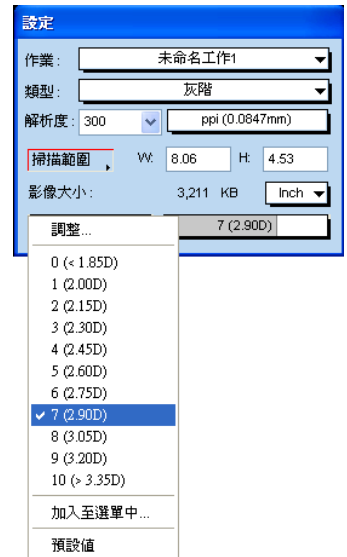 設定
作業： 未命名工作1
類型： 灰階
解析度： 300 ppi (0.0847mm)
掃描範圍 W: 8.06 H: 4.53
影像大小： 3,211 KB Inch
7 (2.90D)
調整...
0 (< 1.85D)
1 (2.00D)
2 (2.15D)
3 (2.30D)
4 (2.45D)
5 (2.60D)
6 (2.75D)
7 (2.90D)
8 (3.05D)
9 (3.20D)
10 (> 3.35D)
加入至選單中...
預設值